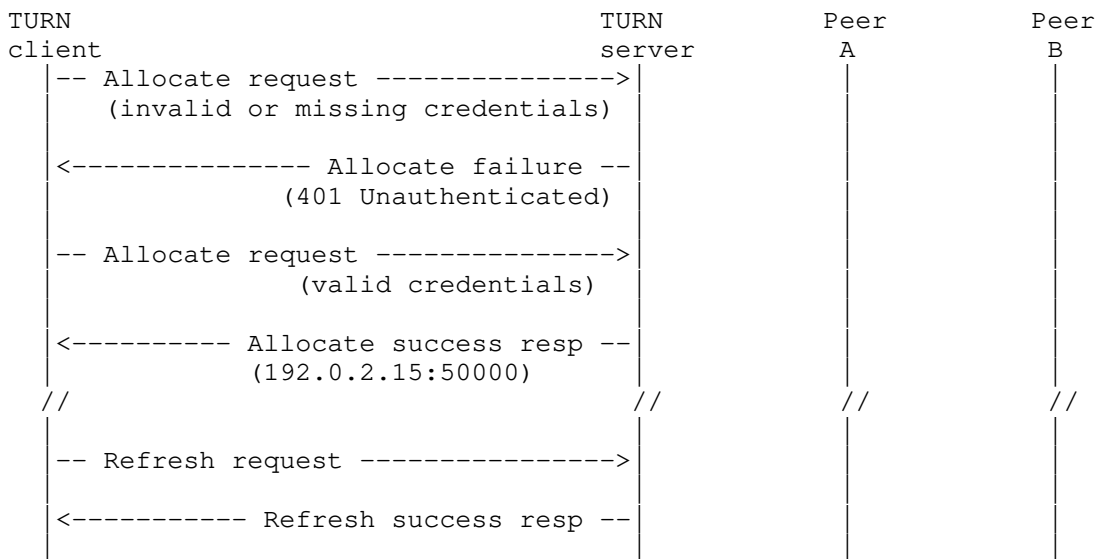 TURN                                 TURN          Peer         Peer
client                               server         A            B
  |-- Allocate request --------------->|            |            |
  |   (invalid or missing credentials) |            |            |
  |                                    |            |            |
  |<--------------- Allocate failure --|            |            |
  |              (401 Unauthenticated) |            |            |
  |                                    |            |            |
  |-- Allocate request --------------->|            |            |
  |               (valid credentials)  |            |            |
  |                                    |            |            |
  |<---------- Allocate success resp --|            |            |
  |            (192.0.2.15:50000)      |            |            |
  //                                   //           //           //
  |                                    |            |            |
  |-- Refresh request ---------------->|            |            |
  |                                    |            |            |
  |<----------- Refresh success resp --|            |            |
  |                                    |            |            |